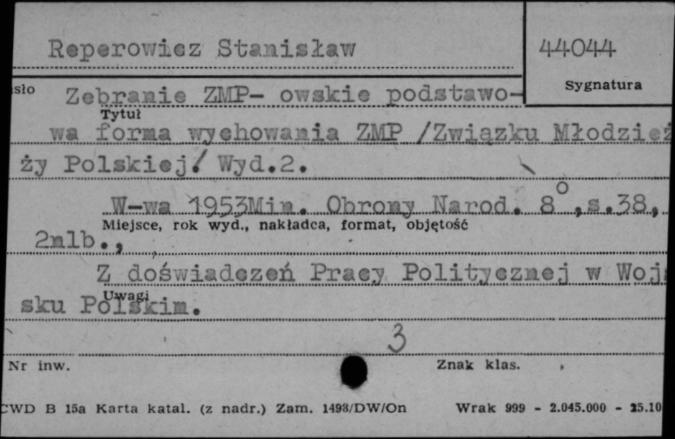 Reperowicz Stanisław
44044
Sygnatura
sło
Zebranie ZMP- owskie podstawo-
Tytuł
wa forma wychowania ZMP /Związku Młodzież
ży Polskiej/ Wyd.2.
W-wa 1953Min. Obrony Narod. 8° ,s.38,
Miejsce, rok wyd., nakładca, format, objętość
2nlb.,
Z doświadczeń Pracy Politycznej w Woj
sku Polskim.
Uwagi
3
Nr inw.
Znak klas.
CWD B 15a Karta katal. (z nadr.) Zam. 1498/DW/On
Wrak 999 - 2.045.000 - 25.10